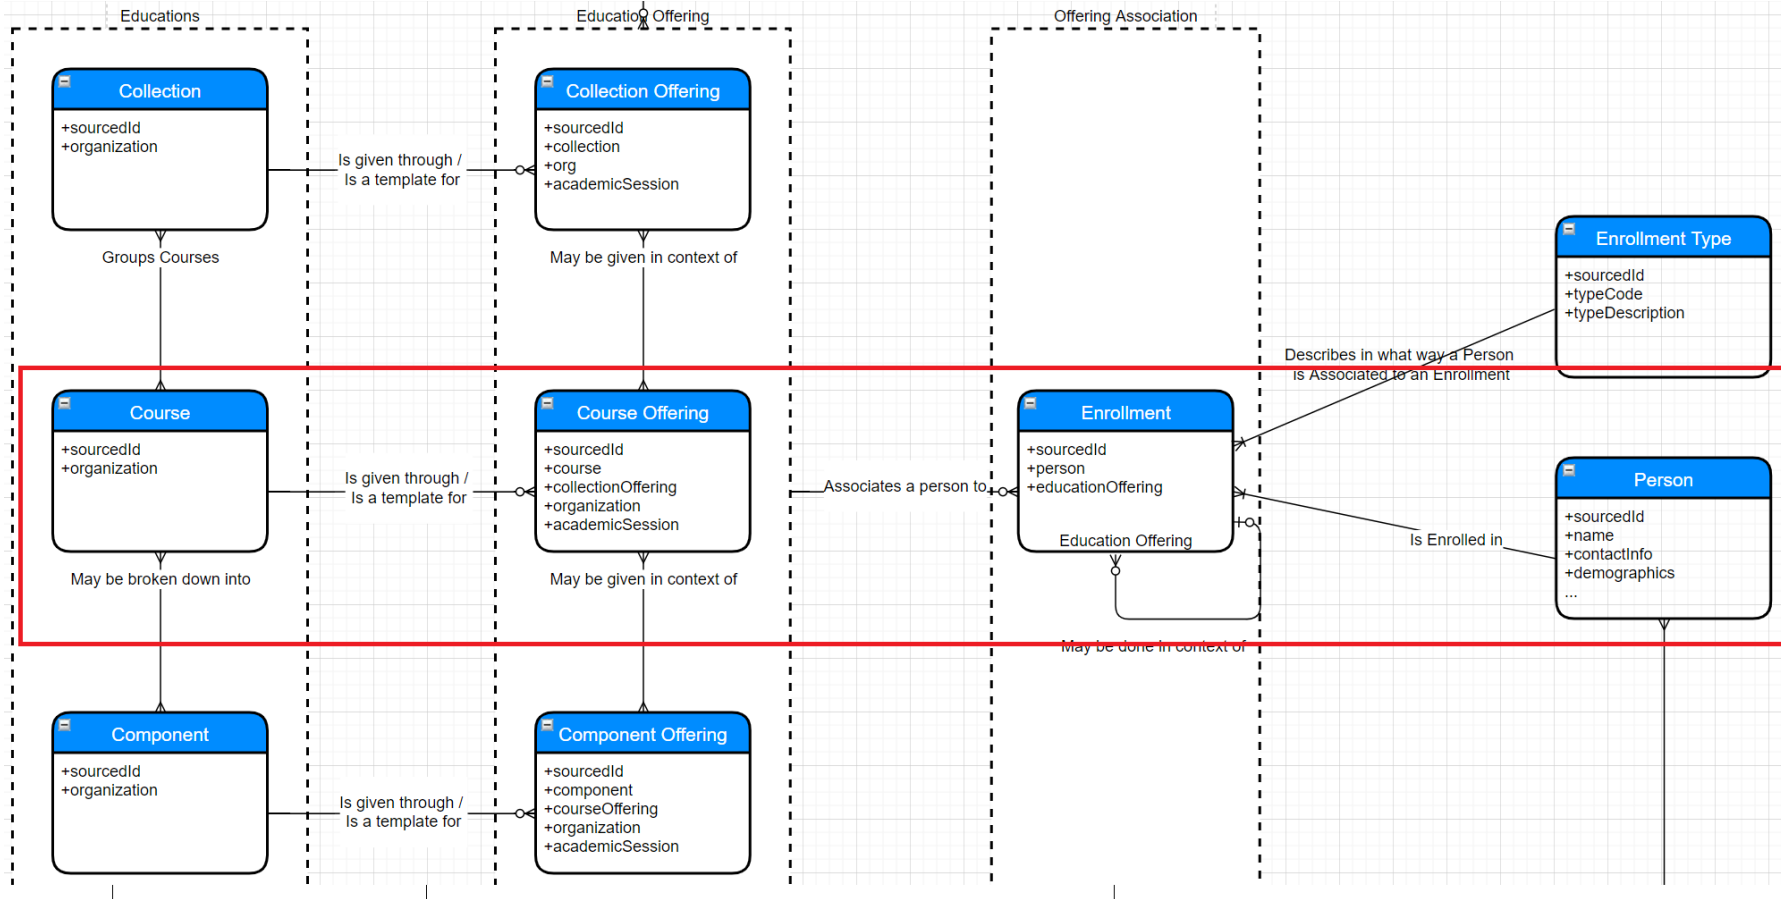 Educations
Education Offering
Offering Association
Collection
+sourcedId
+organization
Is given through /
Is a template for
Collection Offering
+sourcedId
+collection
+org
+academicSession
Groups Courses
May be given in context of
Enrollment Type
+sourcedId
+typeCode
+typeDescription
Describes in what way a Person
is Associated to an Enrollment
Course
+sourcedId
+organization
Is given through /
Is a template for
Course Offering
+sourcedId
+course
+collectionOffering
+organization
+academicSession
Associates a person to
Enrollment
+sourcedId
+person
+educationOffering
Education Offering
Is Enrolled in
Person
+sourcedId
+name
+contactInfo
+demographics
...
May be broken down into
May be given in context of
May be done in context of
Component
+sourcedId
+organization
Is given through /
Is a template for
Component Offering
+sourcedId
+component
+courseOffering
+organization
+academicSession